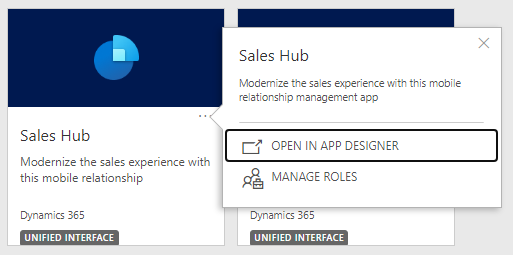 Sales Hub
Modernize the sales experience with
this mobile relationship
Dynamics 365
UNIFIED INTERFACE
Sales Hub
Modernize the sales experience with this mobile
relationship management app
OPEN IN APP DESIGNER
MANAGE ROLES
Dynamics 365
UNIFIED INTERFACE